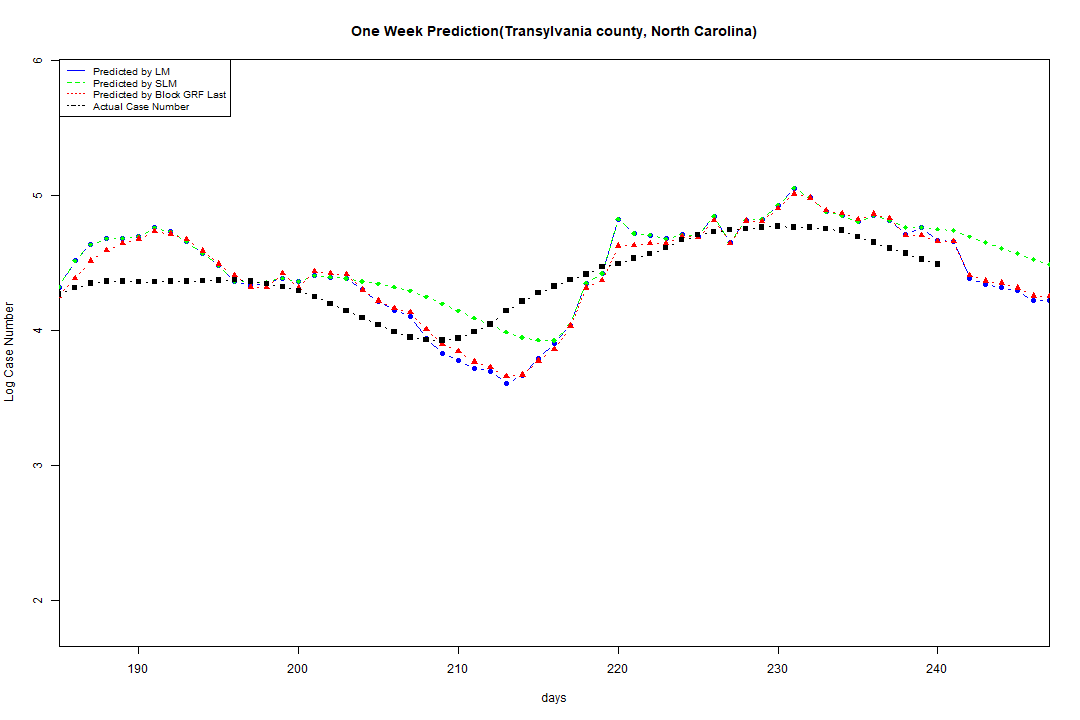 One Week Prediction(Transylvania county, North Carolina)
Predicted by LM
Predicted by SLM
Predicted by Block GRF Last
Actual Case Number
6
5
4
3
2
Log Case Number
190
200
210
220
230
240
days